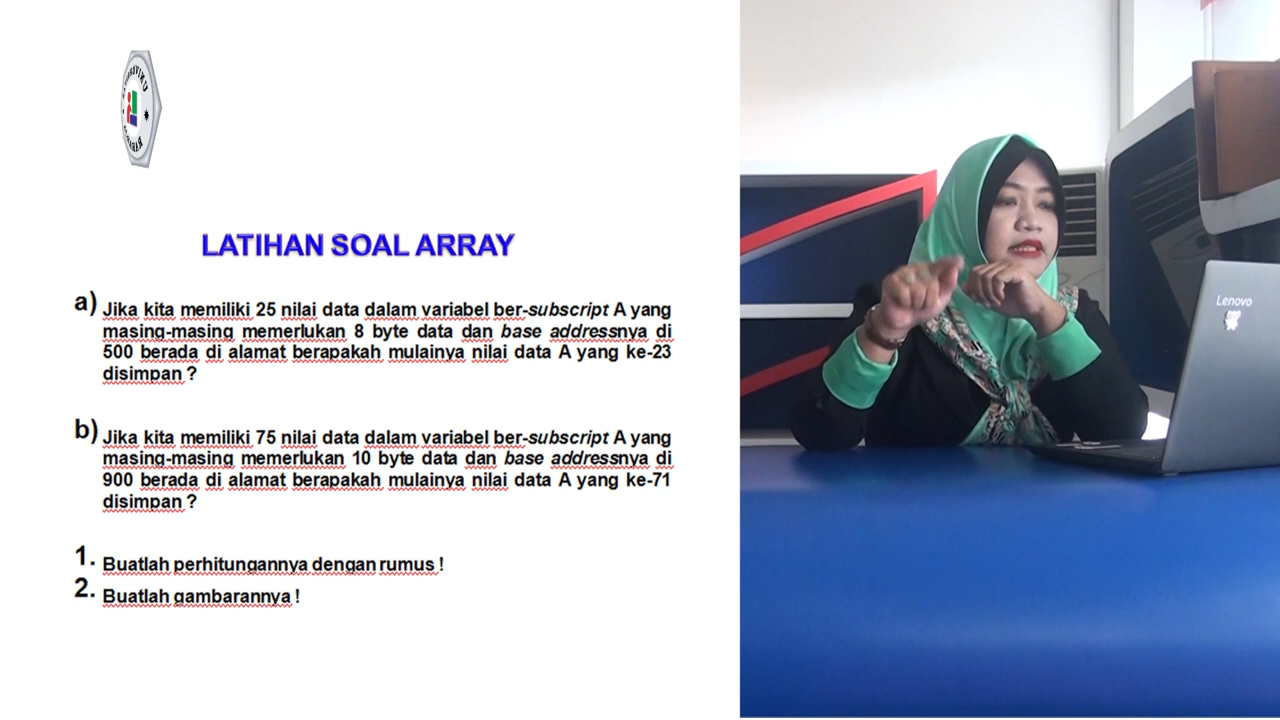 LATIHAN SOAL ARRAY
a) Jika kita memiliki 25 nilai data dalam variabel ber-subscript A yang
masing-masing memerlukan 8 byte data dan base addressnya di
500 berada di alamat berapakah mulainya nilai data A yang ke-23
disimpan ?
b) Jika kita memiliki 75 nilai data dalam variabel ber-subscript A yang
masing-masing memerlukan 10 byte data dan base addressnya di
900 berada di alamat berapakah mulainya nilai data A yang ke-71
disimpan ?
1. Buatlah perhitungannya dengan rumus !
2. Buatlah gambarannya !
Lenovo